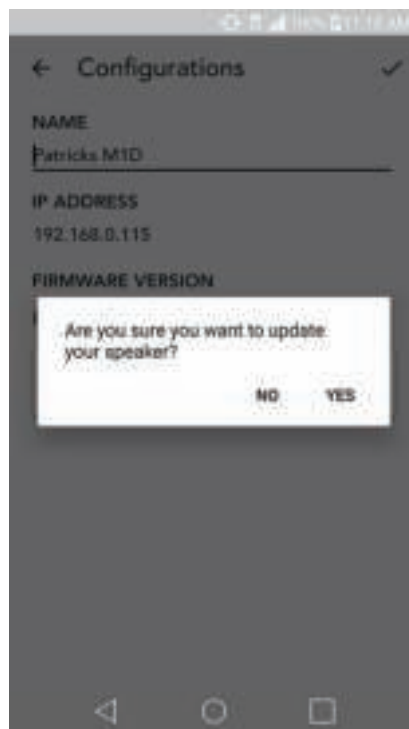 Configurations
NAME
Patricks M1D
IP ADDRESS
192.168.0.115
FIRMWARE VERSION
Are you sure you want to update
your speaker?
NO YES